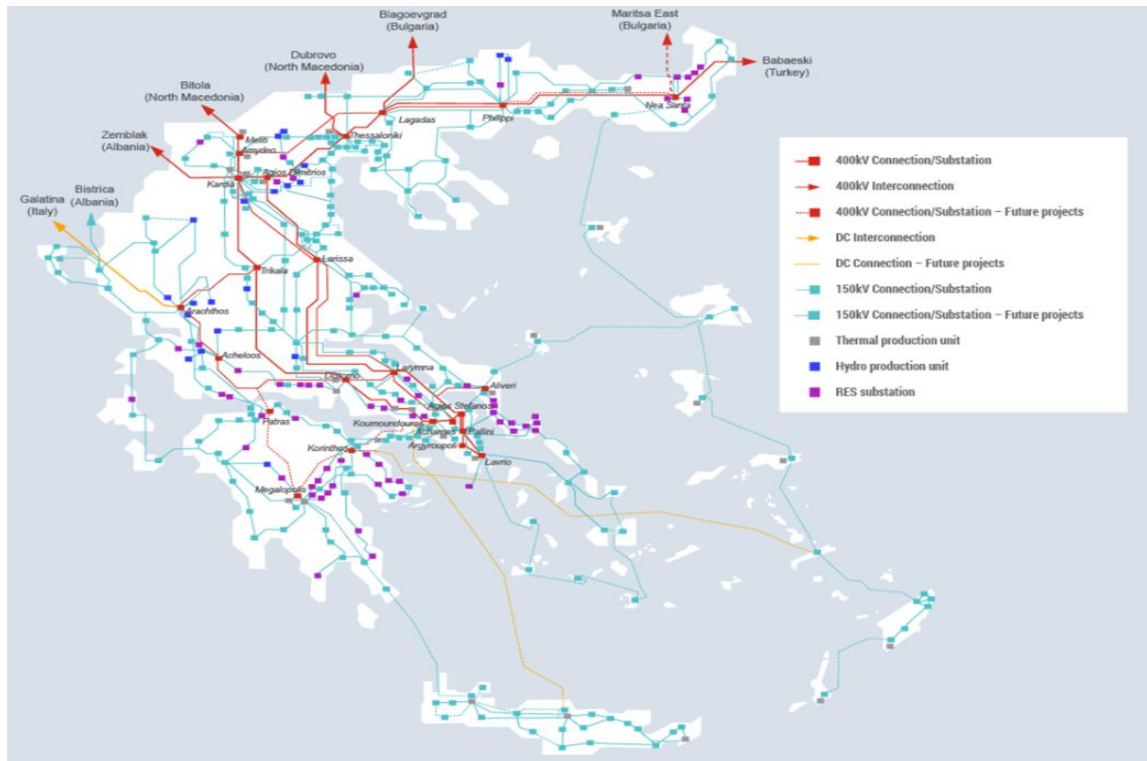 Blagoevgrad
(Bulgaria)
Maritsa East
(Bulgaria)
Dubrovo
(North Macedonia)
Babaeski
(Turkey)
Bitola
(North Macedonia)
Zemblak
(Albania)
Bistrica
(Albania)
Galatina
(Italy)
Nea Santa
Philippi
Lagadas
Thessaloniki
Meliti
Amydeo
Agios Dimitrios
Kardia
Larissa
Trikala
Arachthos
Acheloos
Distomo
Larymna
Aliveri
Agios Stefanos
Koumoundouros
Acharnes
Pallini
Argyroupoli
Lavrio
Patras
Korinthos
Megalopolis
400kV Connection/Substation
400kV Interconnection
400kV Connection/Substation – Future projects
DC Interconnection
DC Connection – Future projects
150kV Connection/Substation
150kV Connection/Substation – Future projects
Thermal production unit
Hydro production unit
RES substation